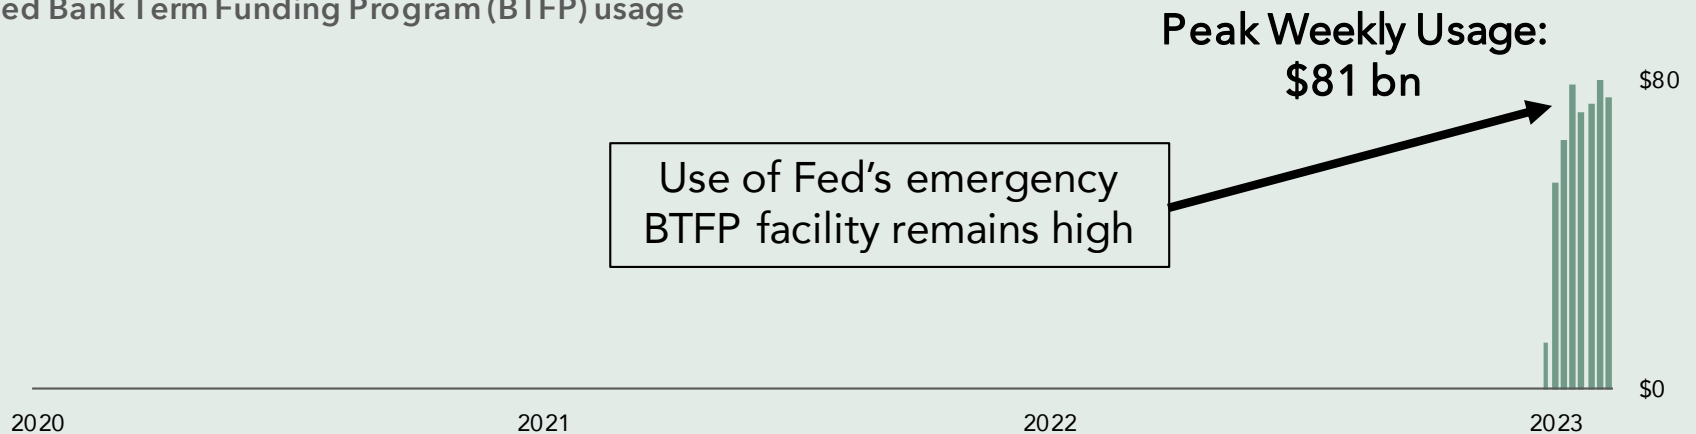 ed Bank Term Funding Program (BTFP) usage
Peak Weekly Usage:
$81 bn
$80
Use of Fed’s emergency
BTFP facility remains high
$0
2020 2021 2022 2023